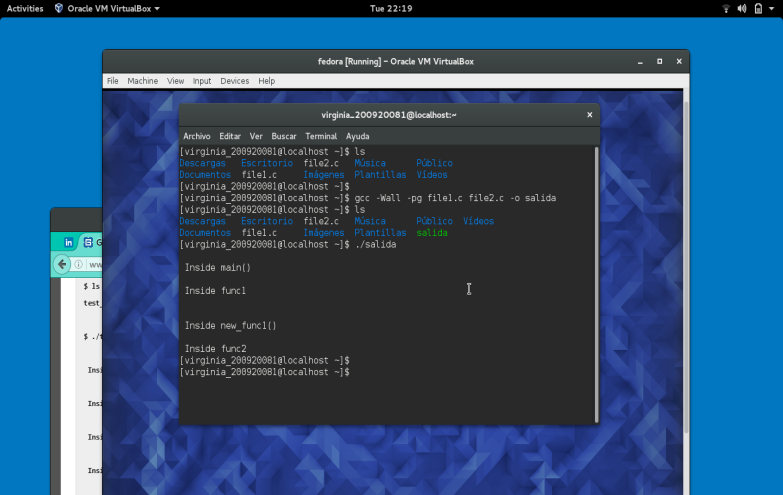 Activities Oracle VM VirtualBox Tue 22:19
fedora [Running] - Oracle VM VirtualBox
File Machine View Input Devices Help
virginia_200920081@localhost:~
Archivo Editar Ver Buscar Terminal Ayuda
[virginia_200920081@localhost ~]$ ls
Descargas Escritorio file2.c Música Público
Documentos file1.c Imágenes Plantillas Vídeos
[virginia_200920081@localhost ~]$
[virginia_200920081@localhost ~]$ gcc -Wall -pg file1.c file2.c -o salida
[virginia_200920081@localhost ~]$ ls
Descargas Escritorio file2.c Música Público Vídeos
Documentos file1.c Imágenes Plantillas salida
[virginia_200920081@localhost ~]$ ./salida
Inside main()
Inside func1
Inside new_func1()
Inside func2
[virginia_200920081@localhost ~]$
[virginia_200920081@localhost ~]$
in G
ww
$ ls
test_
$ ./t
Insi
Insi
Insi
Insi